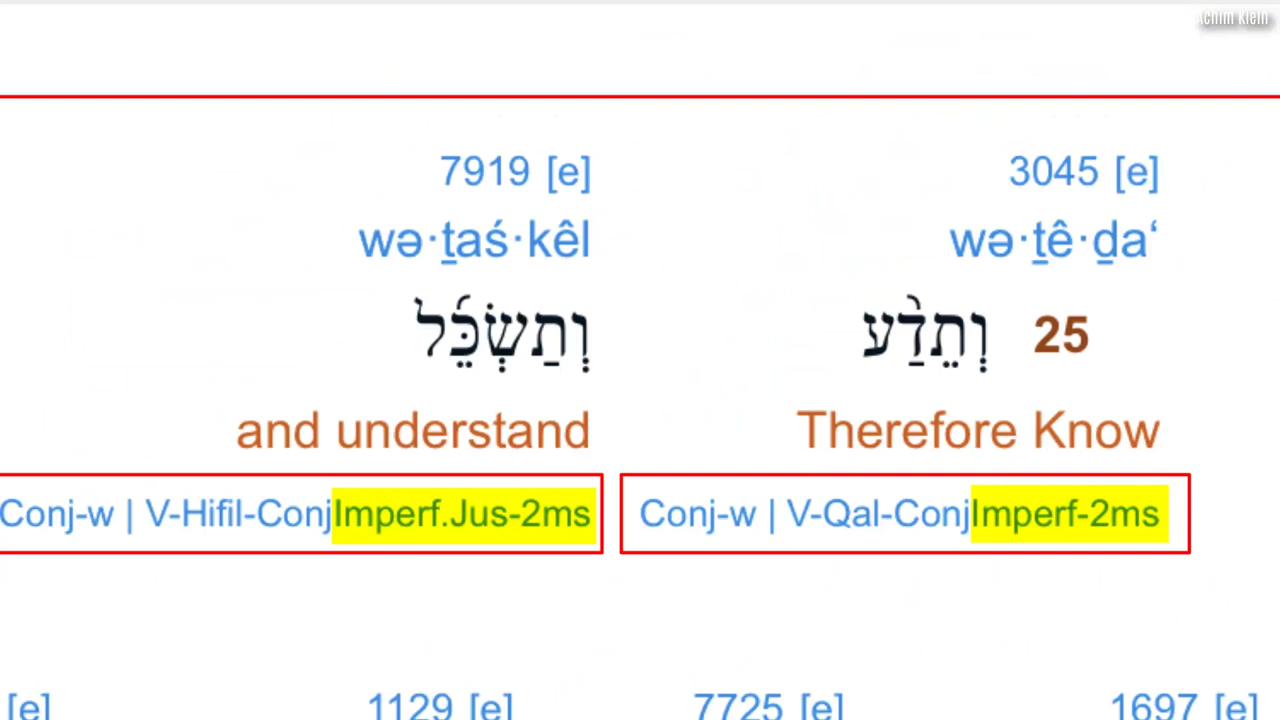 Achim Klein
7919 [e] 3045 [e]
wə·ṯaś·kêl wə·ṯê·ḏa‘
25 וְתֵדַ֨ע וְתַשְׂכֵּ֜ל
and understand Therefore Know
Conj-w | V-Hifil-ConjImperf.Jus-2ms Conj-w | V-Qal-ConjImperf-2ms
[e] 1129 [e] 7725 [e] 1697 [e]